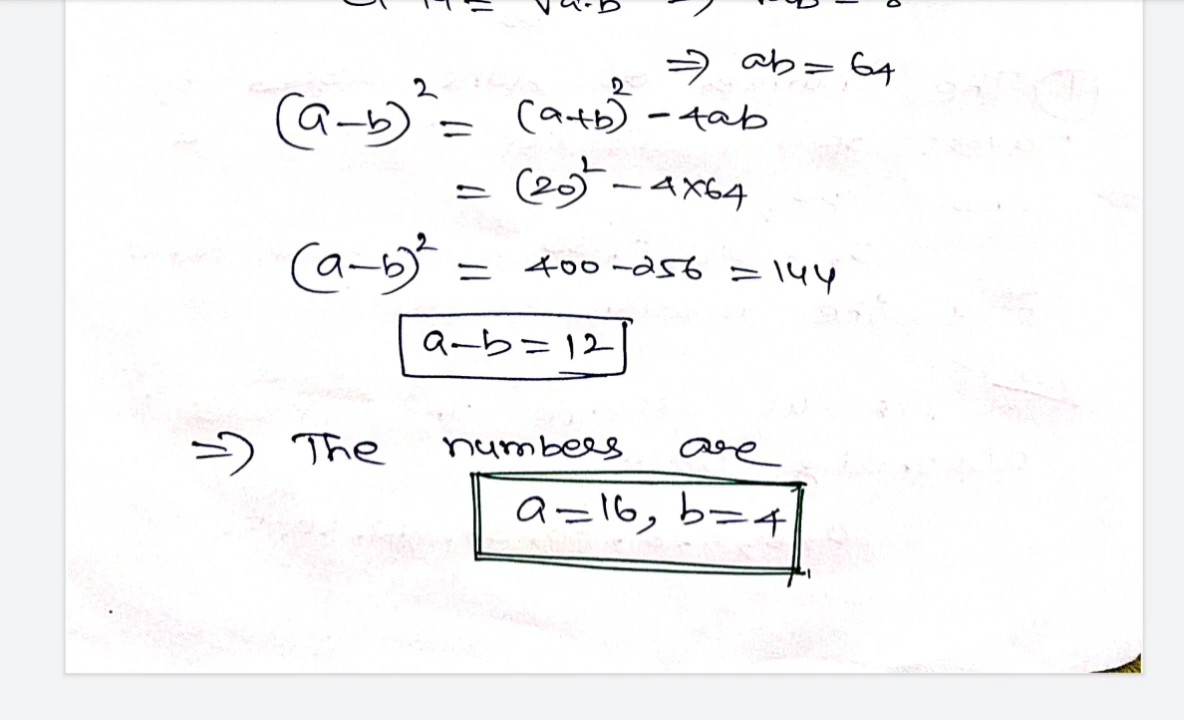 ⇒ ab = 64
(a-b)² = (a+b)² - 4ab
= (20)² - 4×64
(a-b)² = 400-256 = 144
a-b = 12
⇒ The numbers are
a=16, b=4